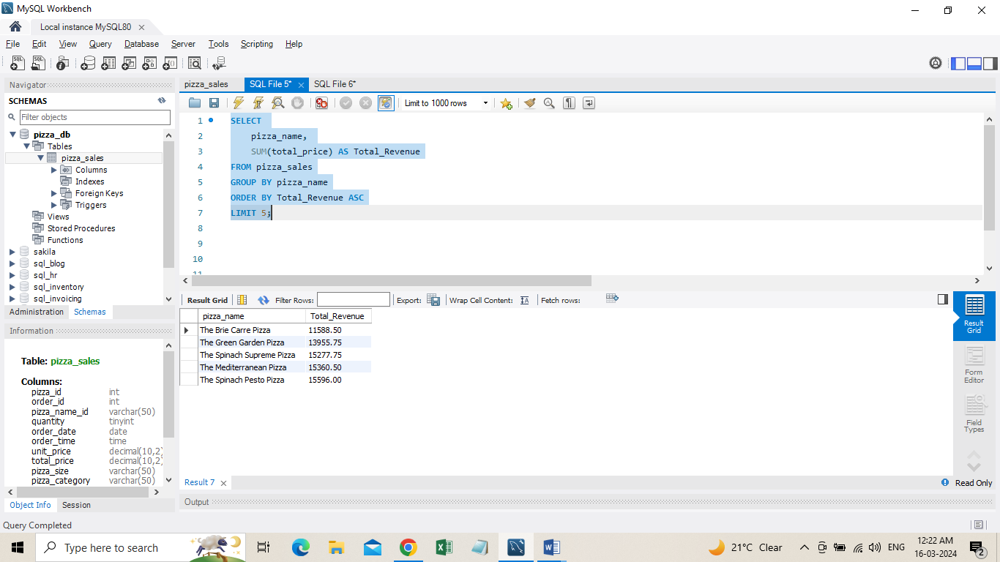 MySQL Workbench
Local instance MySQL80
File Edit View Query Database Server Tools Scripting Help
Navigator
SCHEMAS
Filter objects
pizza_db
Tables
pizza_sales
Columns
Indexes
Foreign Keys
Triggers
Views
Stored Procedures
Functions
sakila
sql_blog
sql_hr
sql_inventory
sql_invoicing
Administration Schemas
Information
Table: pizza_sales
Columns:
pizza_id int
order_id int
pizza_name_id varchar(50)
quantity tinyint
order_date date
order_time time
unit_price decimal(10,2)
total_price decimal(10,2)
pizza_size varchar(50)
pizza_category varchar(50)
Object Info Session
pizza_sales SQL File 5* SQL File 6*
Limit to 1000 rows
1 SELECT
2 pizza_name,
3 SUM(total_price) AS Total_Revenue
4 FROM pizza_sales
5 GROUP BY pizza_name
6 ORDER BY Total_Revenue ASC
7 LIMIT 5;
8
9
10
11
Result Grid Filter Rows: Export: Wrap Cell Content: Fetch rows:
pizza_name Total_Revenue
The Brie Carre Pizza 11588.50
The Green Garden Pizza 13955.75
The Spinach Supreme Pizza 15277.75
The Mediterranean Pizza 15360.50
The Spinach Pesto Pizza 15596.00
Result
Grid
Form
Editor
Field
Types
Result 7
Read Only
Output
Query Completed
Type here to search
21°C Clear
ENG
12:22 AM
16-03-2024
2